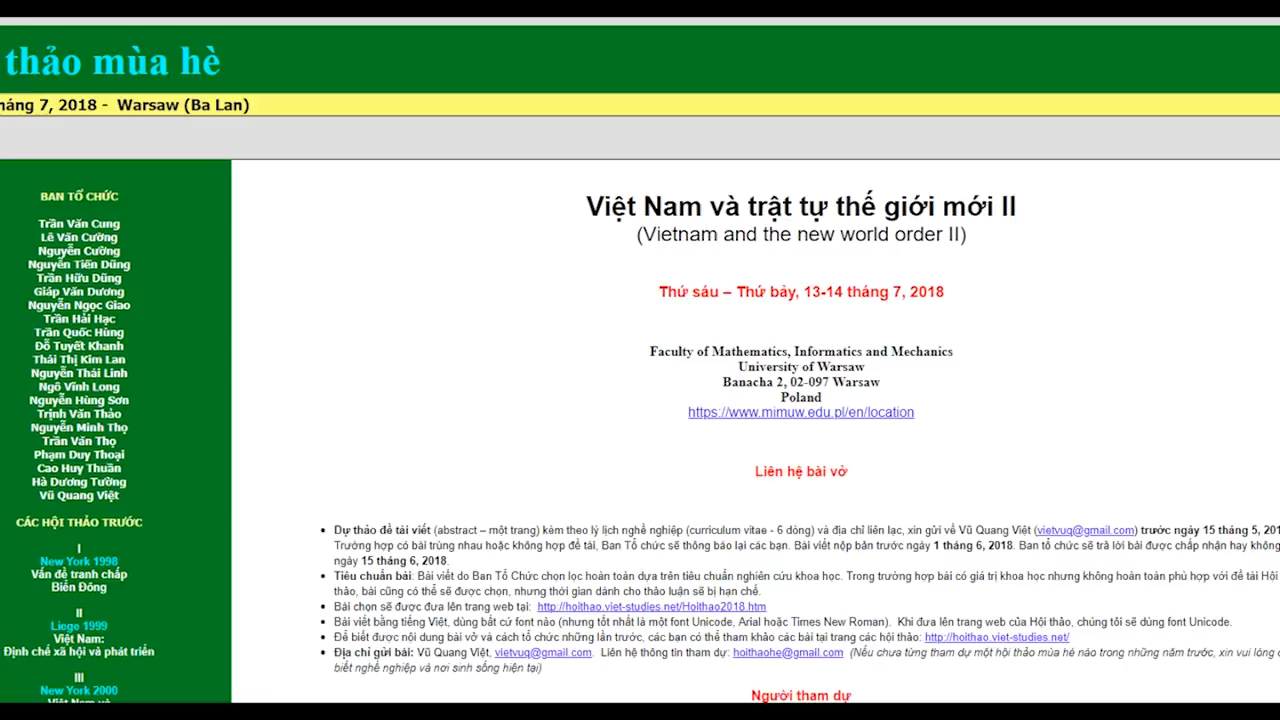 thảo mùa hè
háng 7, 2018 - Warsaw (Ba Lan)
BAN TỔ CHỨC
Trần Văn Cung
Lê Văn Cường
Nguyễn Cường
Nguyễn Tiến Dũng
Trần Hữu Dũng
Giáp Văn Dương
Nguyễn Ngọc Giao
Trần Hải Hạc
Trần Quốc Hùng
Đỗ Tuyết Khanh
Thái Thị Kim Lan
Nguyễn Thái Linh
Ngô Vĩnh Long
Nguyễn Hùng Sơn
Trịnh Văn Thảo
Nguyễn Minh Thọ
Trần Văn Thọ
Phạm Duy Thoại
Cao Huy Thuần
Hà Dương Tường
Vũ Quang Việt
CÁC HỘI THẢO TRƯỚC
I
New York 1998
Vấn đề tranh chấp
Biển Đông
II
Liege 1999
Việt Nam:
Định chế xã hội và phát triển
III
New York 2000
Việt Nam và
Việt Nam và trật tự thế giới mới II
(Vietnam and the new world order II)
Thứ sáu – Thứ bảy, 13-14 tháng 7, 2018
Faculty of Mathematics, Informatics and Mechanics
University of Warsaw
Banacha 2, 02-097 Warsaw
Poland
https://www.mimuw.edu.pl/en/location
Liên hệ bài vở
• Dự thảo đề tài viết (abstract – một trang) kèm theo lý lịch nghề nghiệp (curriculum vitae - 6 dòng) và địa chỉ liên lạc, xin gửi về Vũ Quang Việt (vietvuq@gmail.com) trước ngày 15 tháng 5, 201
Trường hợp có bài trùng nhau hoặc không hợp đề tài, Ban Tổ chức sẽ thông báo lại các bạn. Bài viết nộp bản trước ngày 1 tháng 6, 2018. Ban tổ chức sẽ trả lời bài được chấp nhận hay không
ngày 15 tháng 6, 2018.
• Tiêu chuẩn bài: Bài viết do Ban Tổ Chức chọn lọc hoàn toàn dựa trên tiêu chuẩn nghiên cứu khoa học. Trong trường hợp bài có giá trị khoa học nhưng không hoàn toàn phù hợp với đề tài Hội
thảo, bài cũng có thể sẽ được chọn, nhưng thời gian dành cho thảo luận sẽ bị hạn chế.
• Bài chọn sẽ được đưa lên trang web tại: http://hoithao.viet-studies.net/Hoithao2018.htm
• Bài viết bằng tiếng Việt, dùng bất cứ font nào (nhưng tốt nhất là một font Unicode, Arial hoặc Times New Roman). Khi đưa lên trang web của Hội thảo, chúng tôi sẽ dùng font Unicode.
• Để biết được nội dung bài vở và cách tổ chức những lần trước, các bạn có thể tham khảo các bài tại trang các hội thảo: http://hoithao.viet-studies.net/
• Địa chỉ gửi bài: Vũ Quang Việt, vietvuq@gmail.com. Liên hệ thông tin tham dự: hoithaohe@gmail.com (Nếu chưa từng tham dự một hội thảo mùa hè nào trong những năm trước, xin vui lòng c
biết nghề nghiệp và nơi sinh sống hiện tại)
Người tham dự